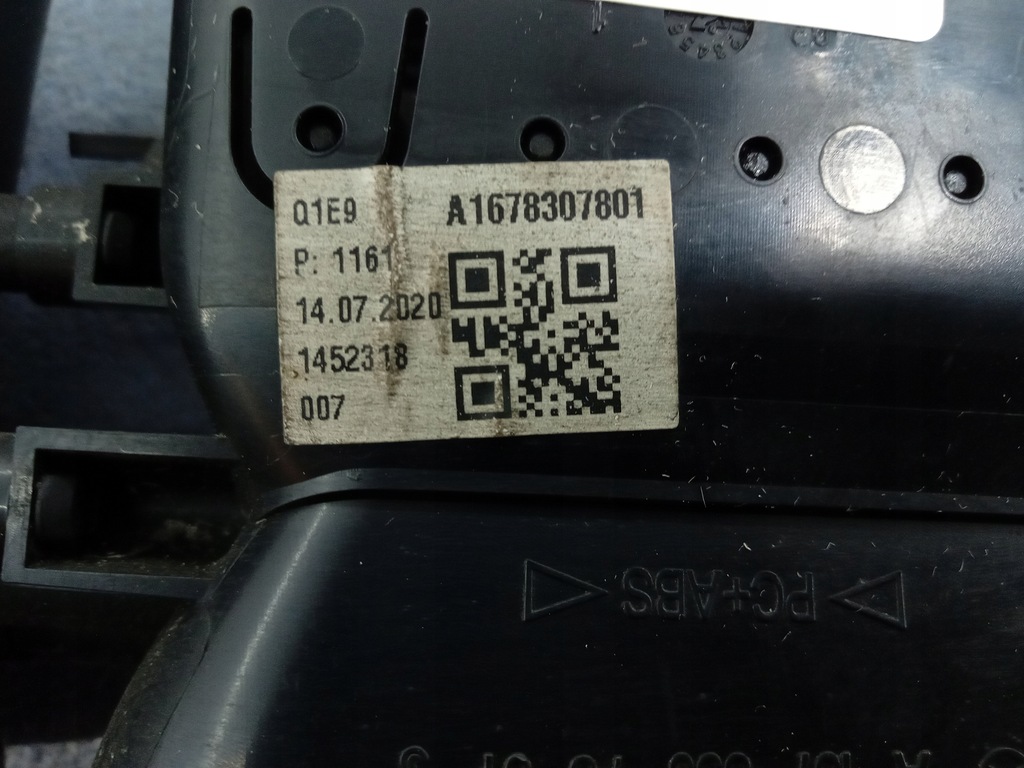 Q1E9 A1678307801
P: 1161
14.07.2020
1452318
007
>PC+ABS<